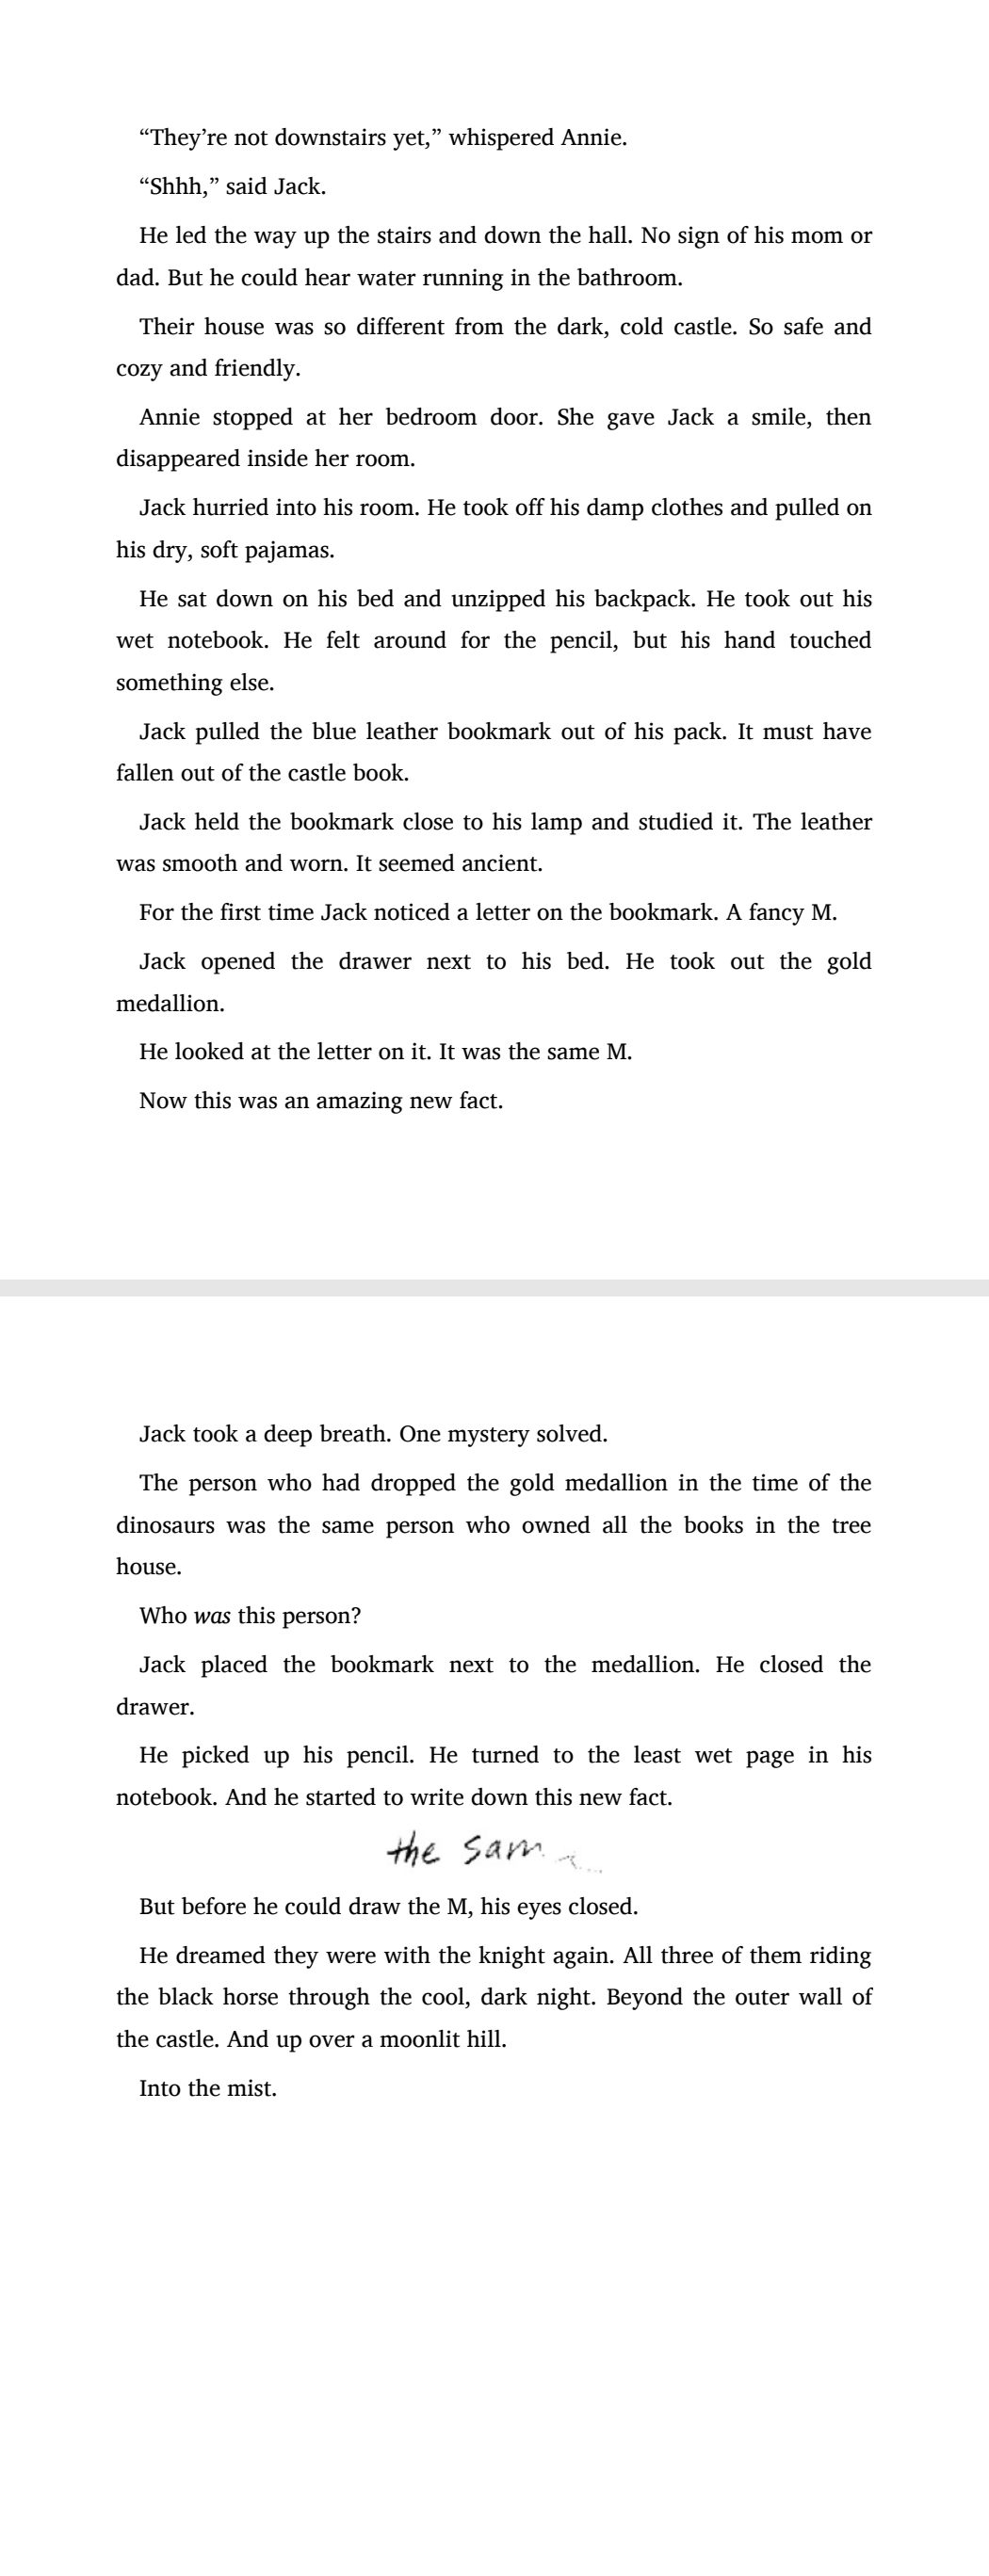 “They’re not downstairs yet,” whispered Annie.
“Shhh,” said Jack.
He led the way up the stairs and down the hall. No sign of his mom or
dad. But he could hear water running in the bathroom.
Their house was so different from the dark, cold castle. So safe and
cozy and friendly.
Annie stopped at her bedroom door. She gave Jack a smile, then
disappeared inside her room.
Jack hurried into his room. He took off his damp clothes and pulled on
his dry, soft pajamas.
He sat down on his bed and unzipped his backpack. He took out his
wet notebook. He felt around for the pencil, but his hand touched
something else.
Jack pulled the blue leather bookmark out of his pack. It must have
fallen out of the castle book.
Jack held the bookmark close to his lamp and studied it. The leather
was smooth and worn. It seemed ancient.
For the first time Jack noticed a letter on the bookmark. A fancy M.
Jack opened the drawer next to his bed. He took out the gold
medallion.
He looked at the letter on it. It was the same M.
Now this was an amazing new fact.
Jack took a deep breath. One mystery solved.
The person who had dropped the gold medallion in the time of the
dinosaurs was the same person who owned all the books in the tree
house.
Who was this person?
Jack placed the bookmark next to the medallion. He closed the
drawer.
He picked up his pencil. He turned to the least wet page in his
notebook. And he started to write down this new fact.
the sam
But before he could draw the M, his eyes closed.
He dreamed they were with the knight again. All three of them riding
the black horse through the cool, dark night. Beyond the outer wall of
the castle. And up over a moonlit hill.
Into the mist.